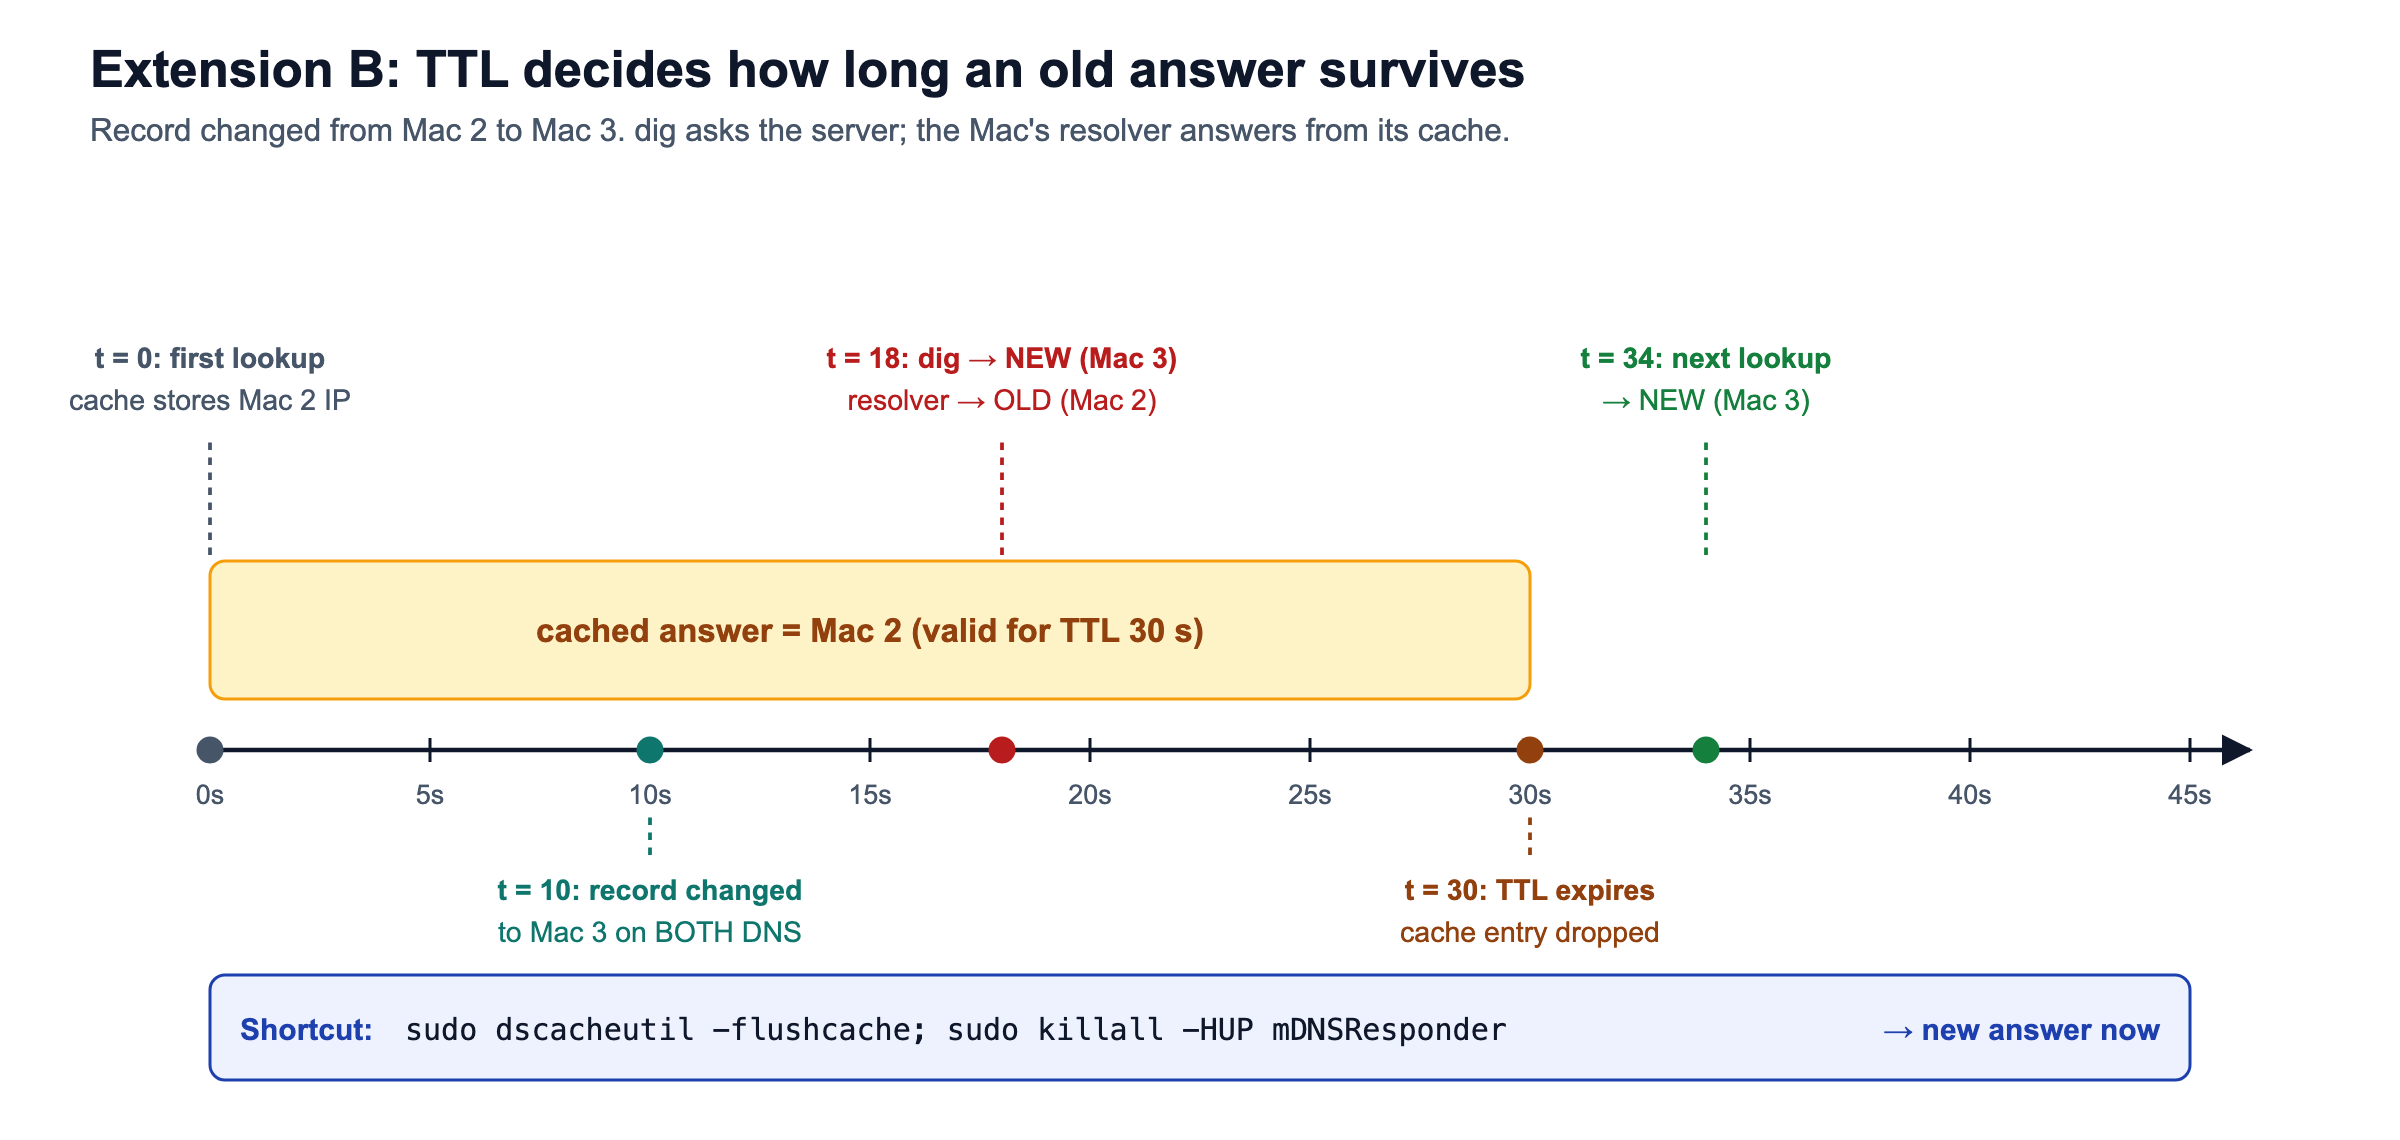 Extension B: TTL decides how long an old answer survives
Record changed from Mac 2 to Mac 3. dig asks the server; the Mac's resolver answers from its cache.
t = 0: first lookup
cache stores Mac 2 IP
t = 18: dig → NEW (Mac 3)
resolver → OLD (Mac 2)
t = 34: next lookup
→ NEW (Mac 3)
cached answer = Mac 2 (valid for TTL 30 s)
0s 5s 10s 15s 20s 25s 30s 35s 40s 45s
t = 10: record changed
to Mac 3 on BOTH DNS
t = 30: TTL expires
cache entry dropped
Shortcut: sudo dscacheutil −flushcache; sudo killall −HUP mDNSResponder → new answer now